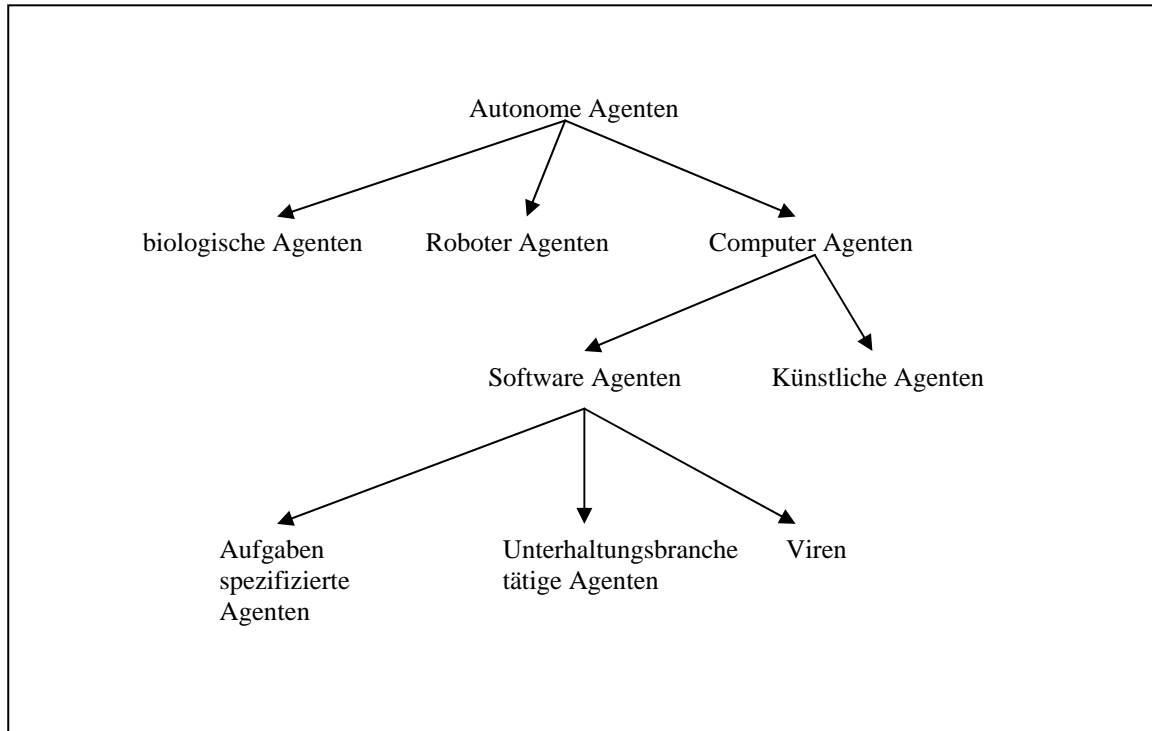 Autonome Agenten
biologische Agenten
Roboter Agenten
Computer Agenten
Software Agenten
Künstliche Agenten
Aufgaben
spezifizierte
Agenten
Unterhaltungsbranche
tätige Agenten
Viren